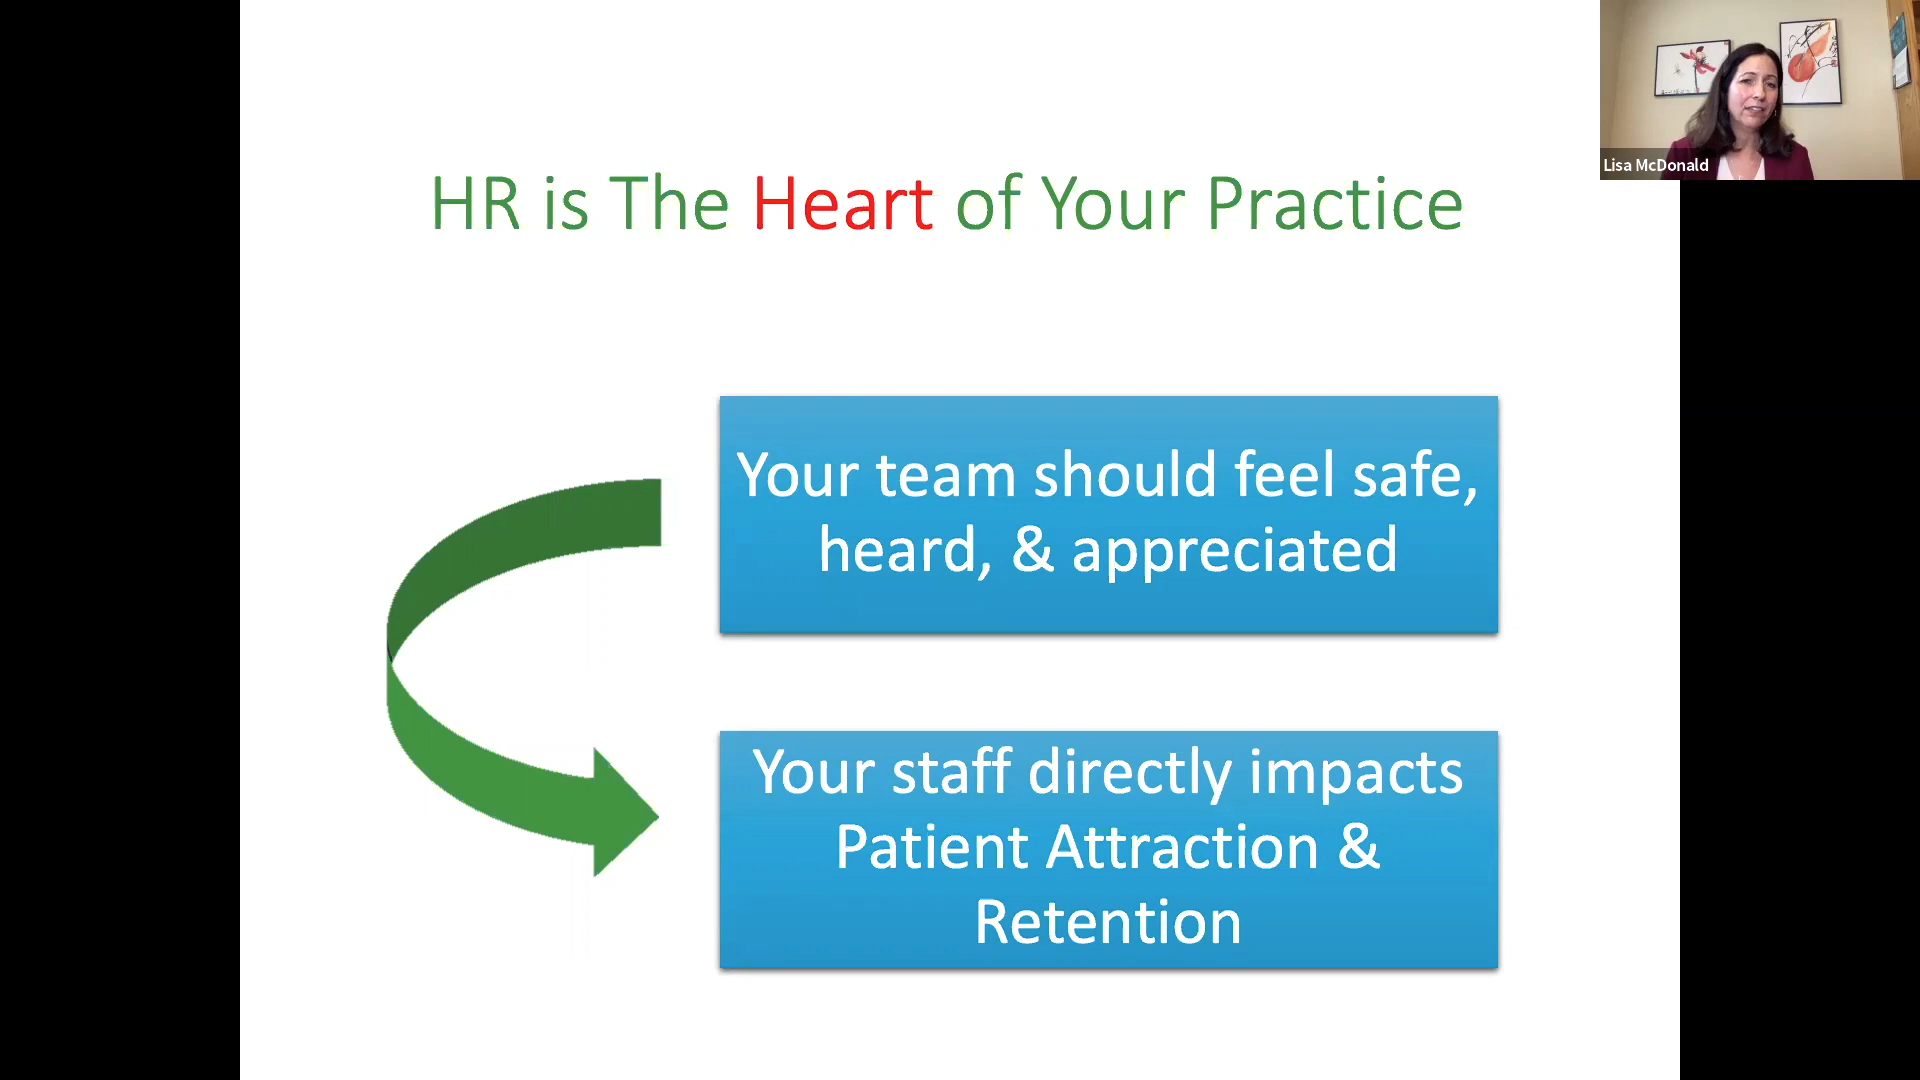 HR is The Heart of Your Practice
Lisa McDonald
Your team should feel safe,
heard, & appreciated
Your staff directly impacts
Patient Attraction &
Retention